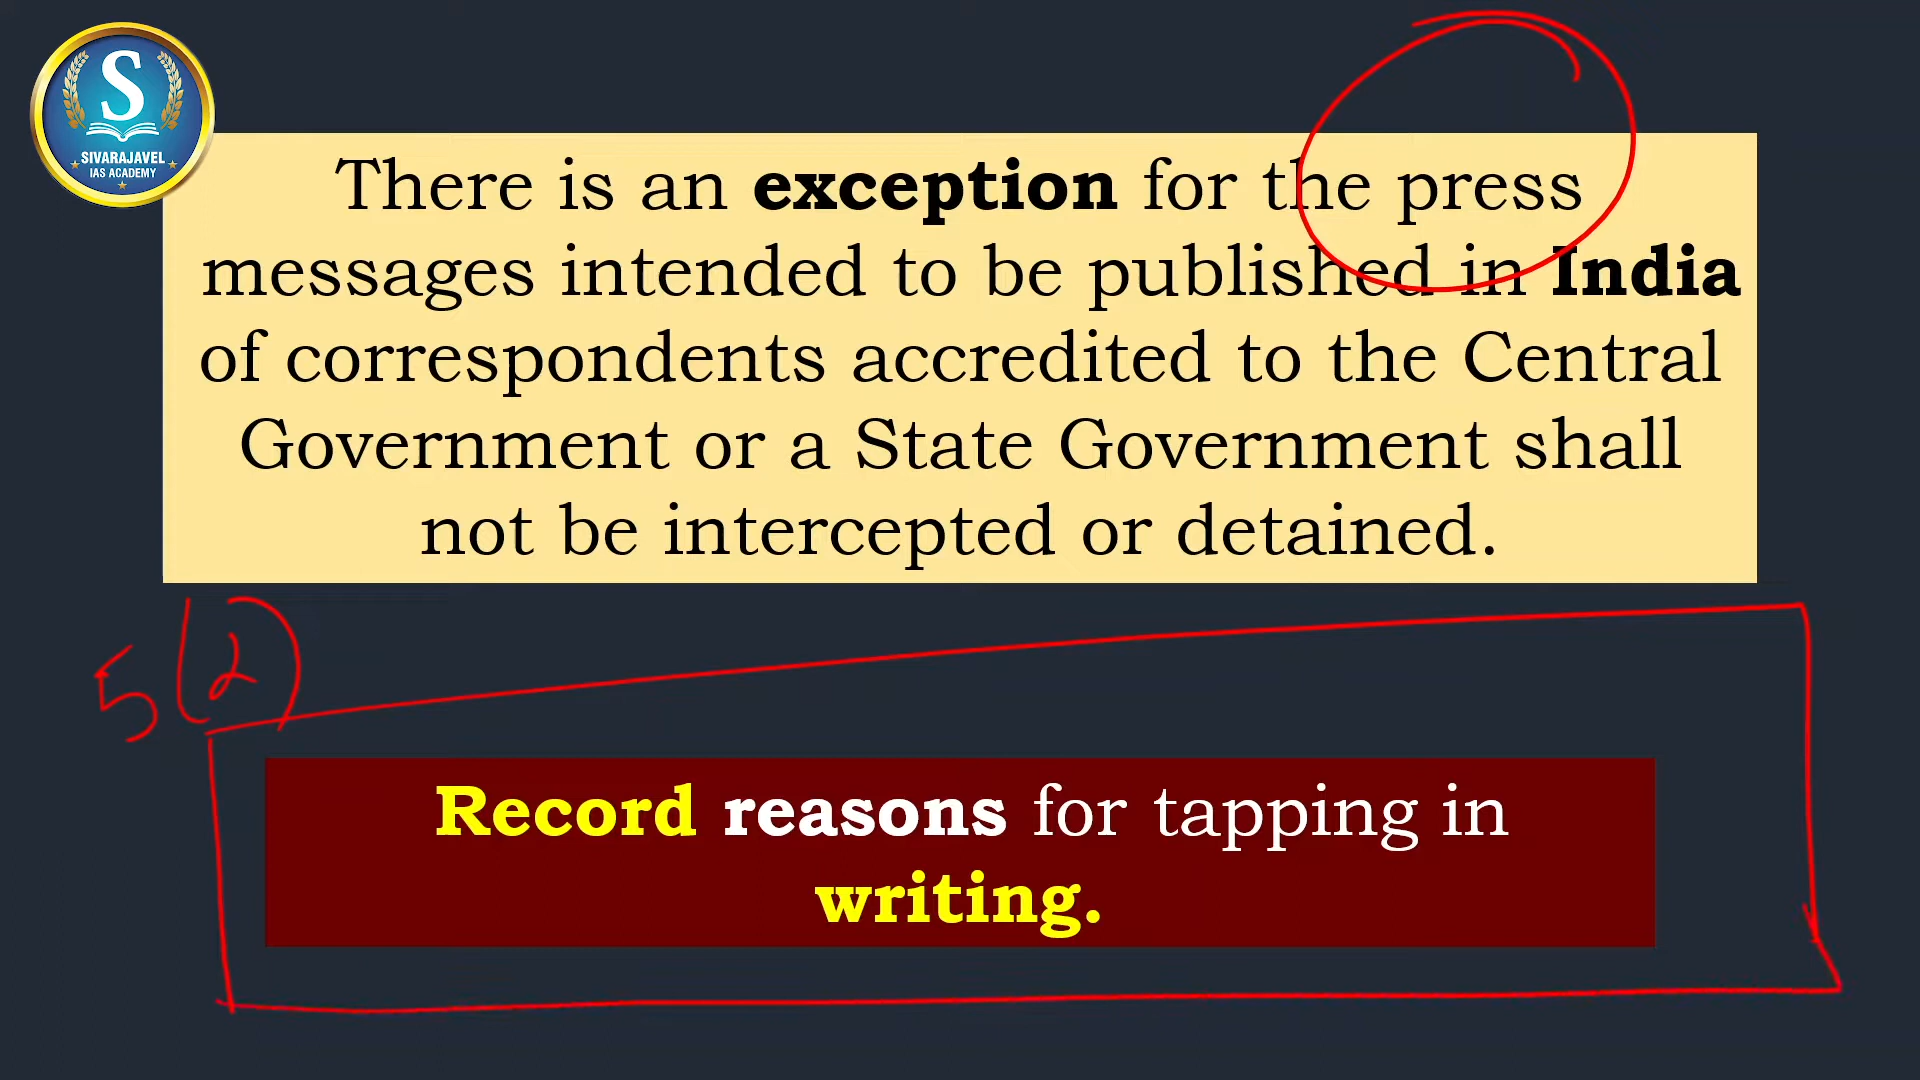 S
SIVARAJAVEL
IAS ACADEMY
There is an exception for the press
messages intended to be published in India
of correspondents accredited to the Central
Government or a State Government shall
not be intercepted or detained.
5(2)
Record reasons for tapping in
writing.